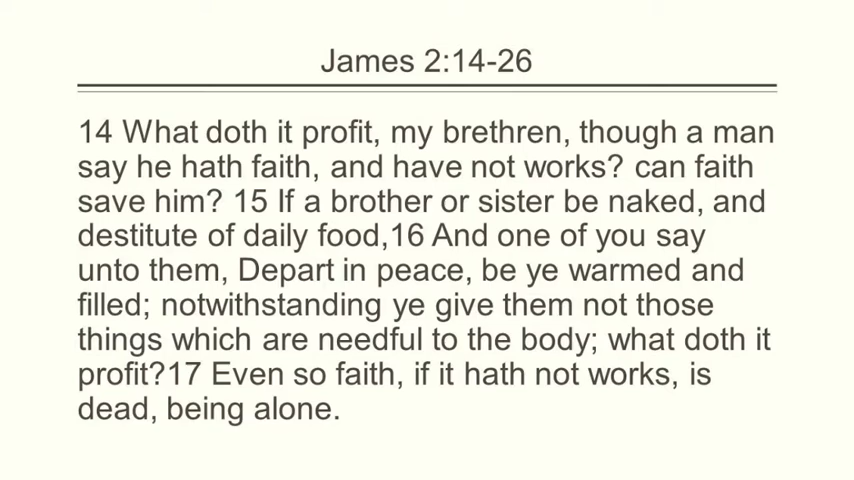 James 2:14-26
14 What doth it profit, my brethren, though a man
say he hath faith, and have not works? can faith
save him? 15 If a brother or sister be naked, and
destitute of daily food,16 And one of you say
unto them, Depart in peace, be ye warmed and
filled; notwithstanding ye give them not those
things which are needful to the body; what doth it
profit?17 Even so faith, if it hath not works, is
dead, being alone.